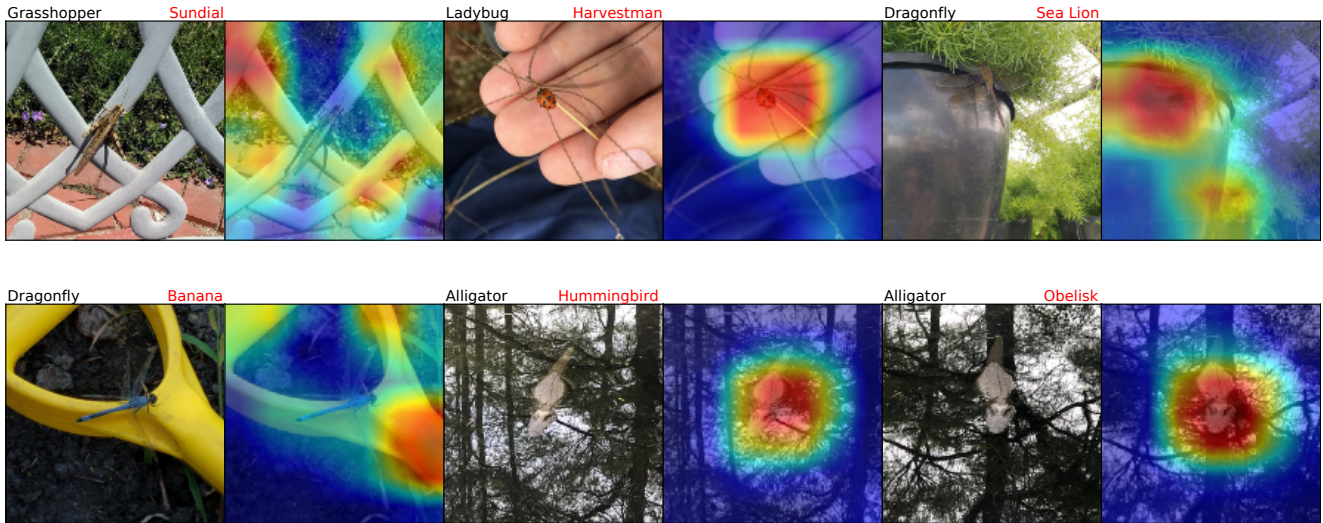 Grasshopper Sundial Ladybug Harvestman Dragonfly Sea Lion
Dragonfly Banana Alligator Hummingbird Alligator Obelisk